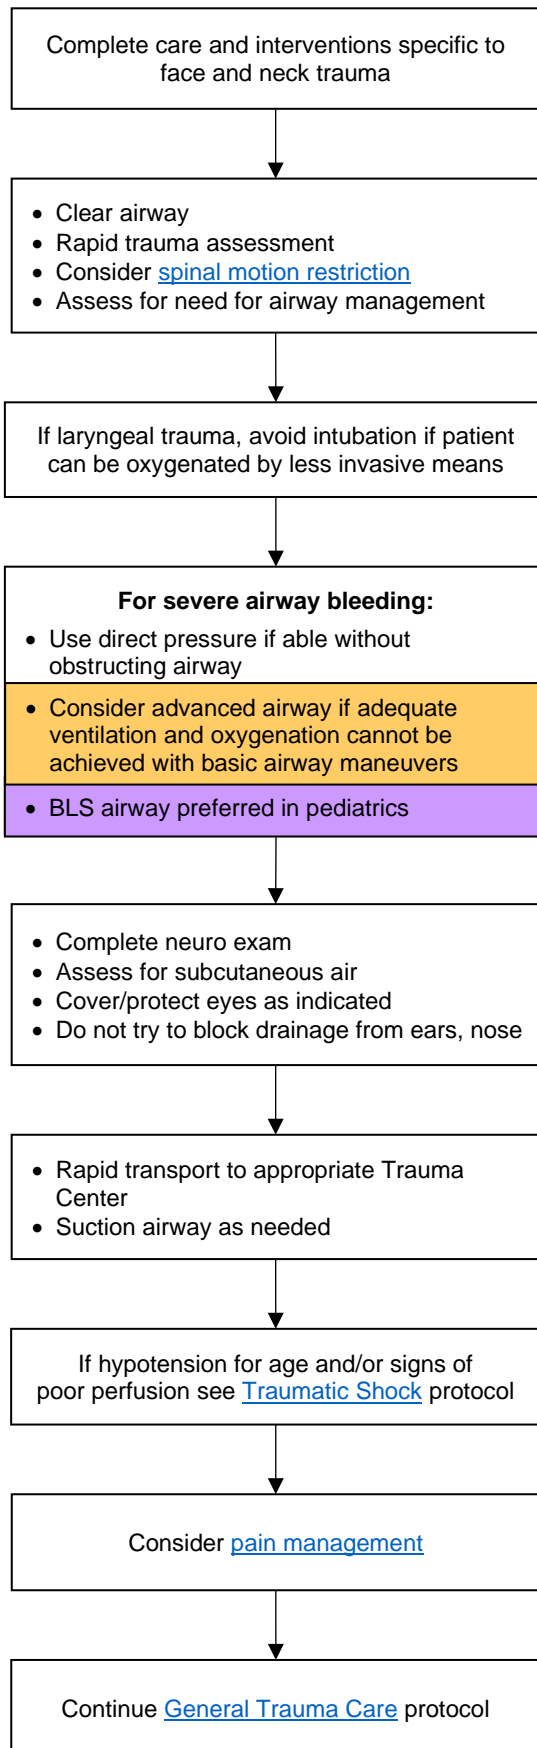 Complete care and interventions specific to
face and neck trauma
• Clear airway
• Rapid trauma assessment
• Consider spinal motion restriction
• Assess for need for airway management
If laryngeal trauma, avoid intubation if patient
can be oxygenated by less invasive means
For severe airway bleeding:
• Use direct pressure if able without
obstructing airway
• Consider advanced airway if adequate
ventilation and oxygenation cannot be
achieved with basic airway maneuvers
• BLS airway preferred in pediatrics
• Complete neuro exam
• Assess for subcutaneous air
• Cover/protect eyes as indicated
• Do not try to block drainage from ears, nose
• Rapid transport to appropriate Trauma
Center
• Suction airway as needed
If hypotension for age and/or signs of
poor perfusion see Traumatic Shock protocol
Consider pain management
Continue General Trauma Care protocol